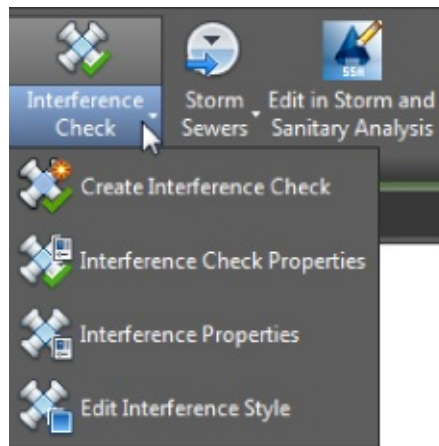 Interference
Check
Storm
Sewers
Edit in Storm and
Sanitary Analysis
SSA
Create Interference Check
Interference Check Properties
Interference Properties
Edit Interference Style